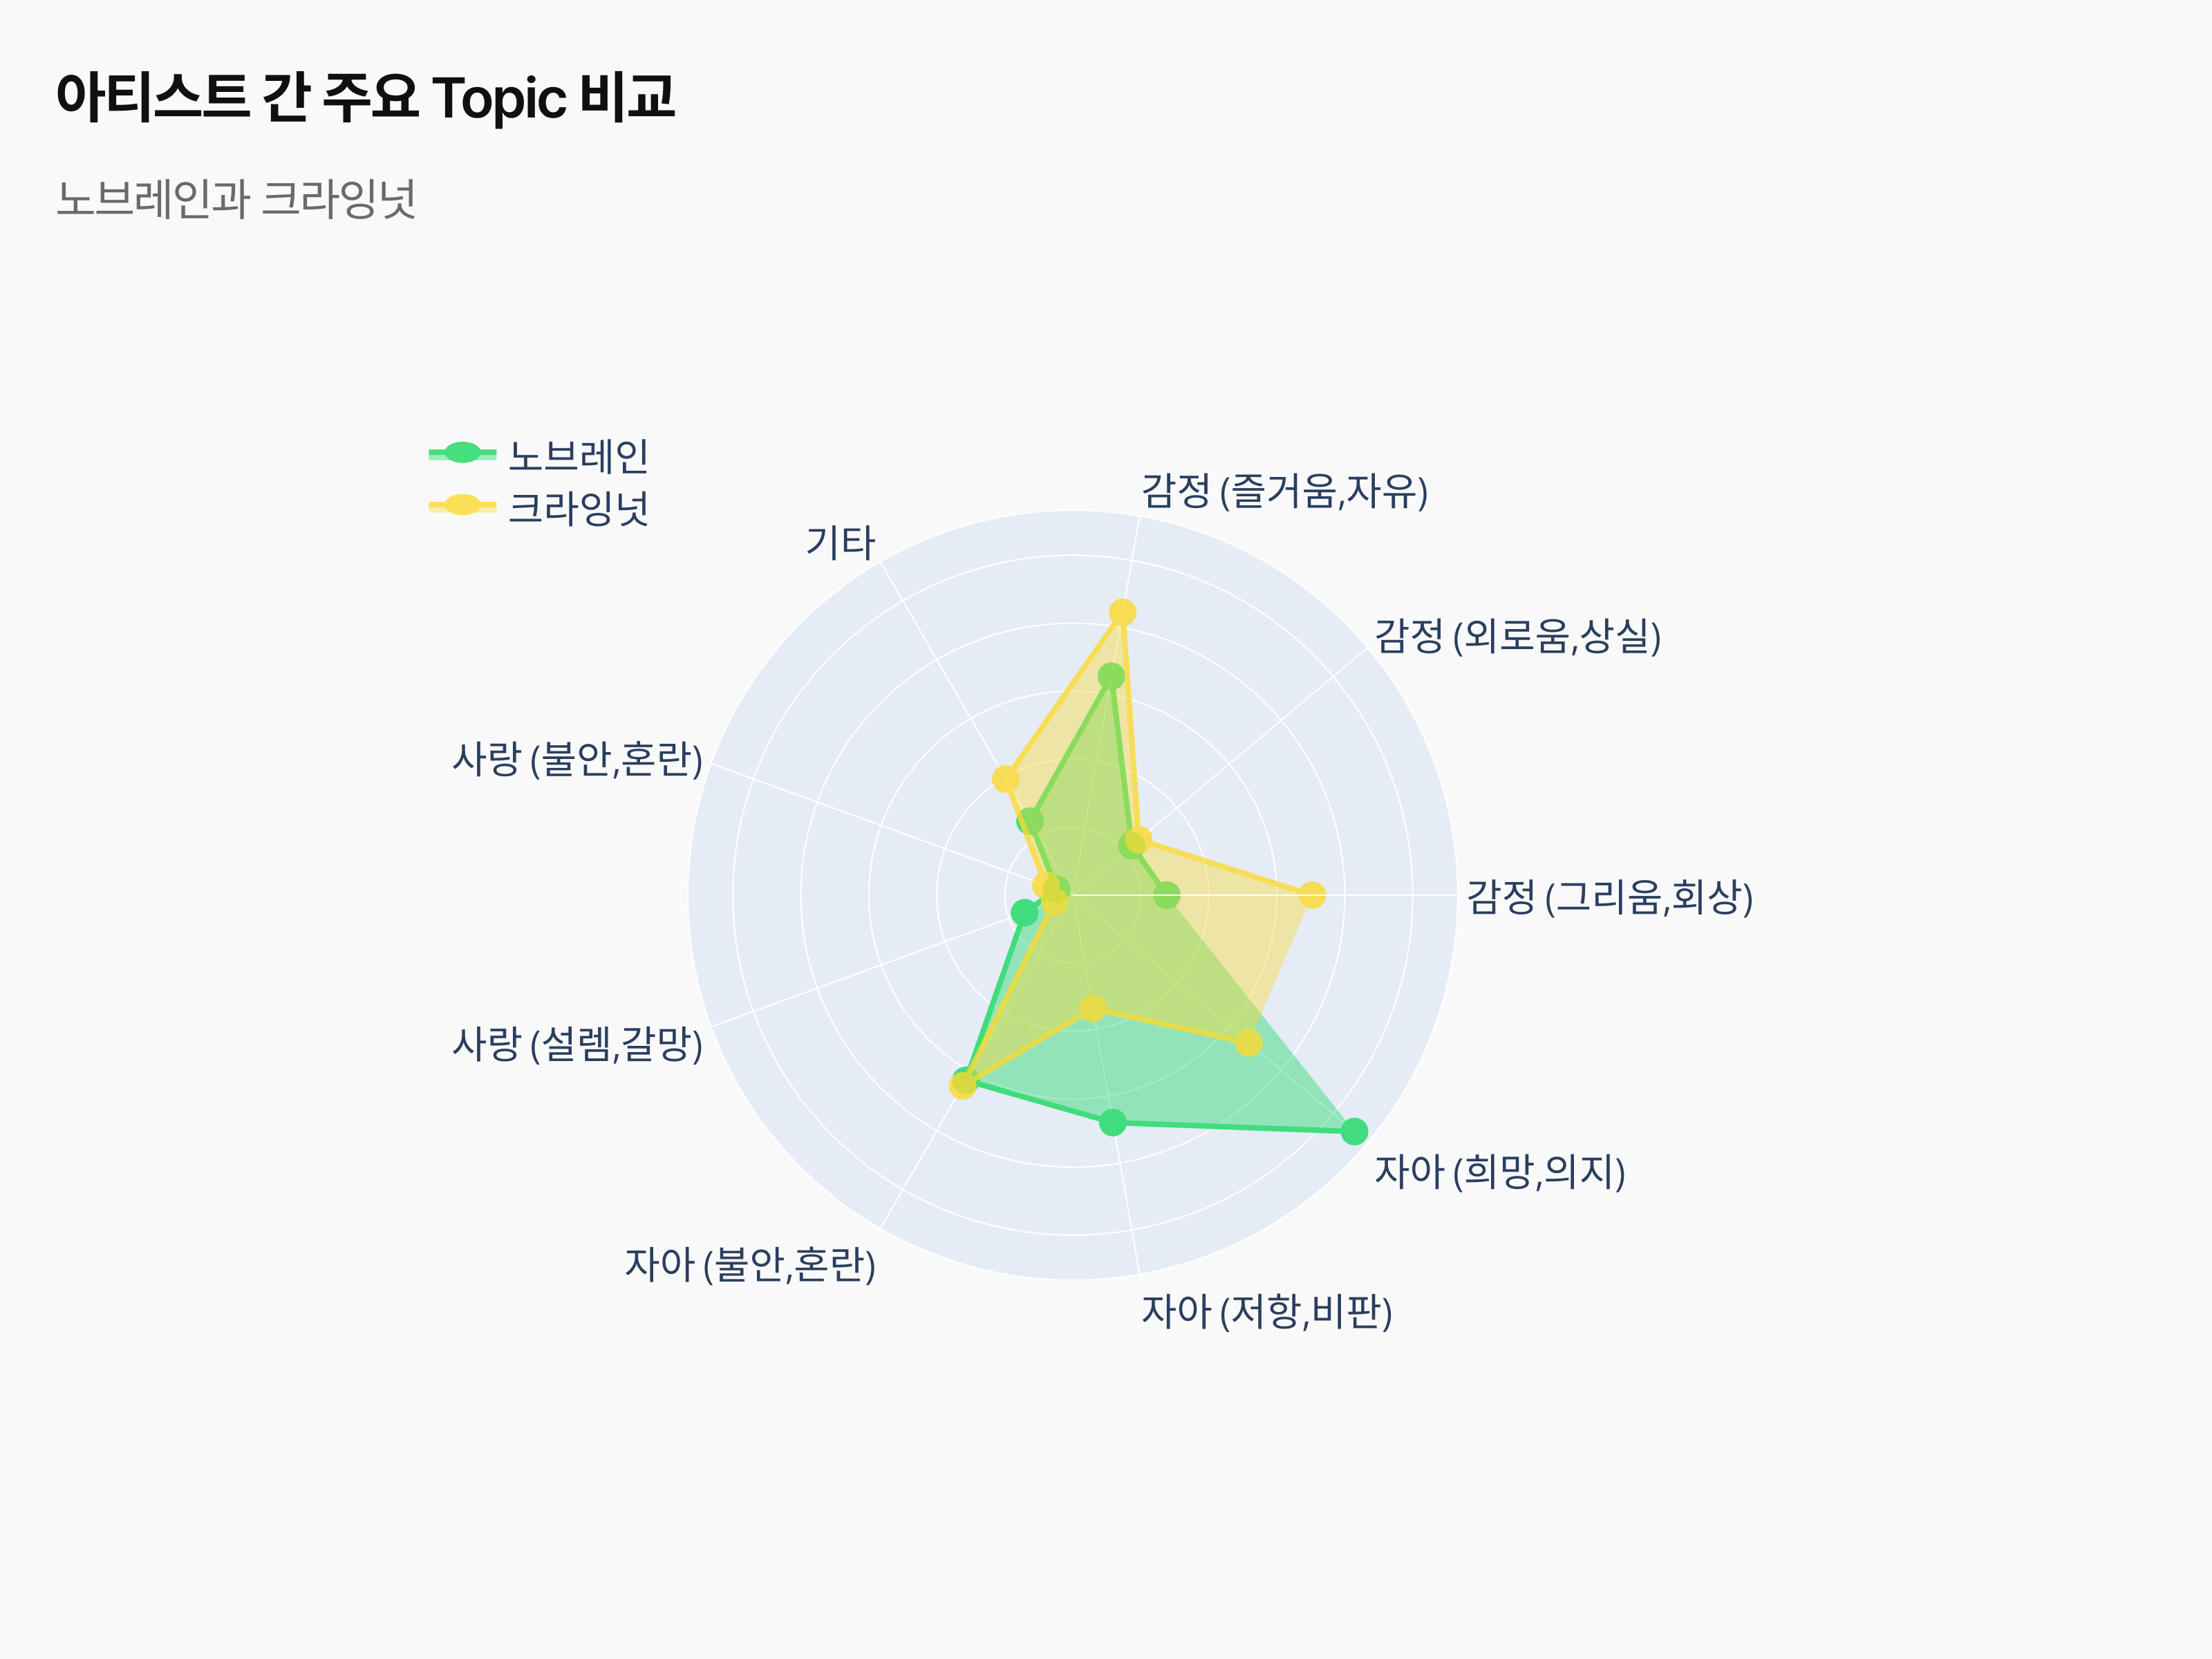 아티스트 간 주요 Topic 비교
노브레인과 크라잉넛
노브레인
크라잉넛
감정 (즐거움,자유)
기타
감정 (외로움,상실)
사랑 (불안,혼란)
감정 (그리움,회상)
사랑 (설렘,갈망)
자아 (희망,의지)
자아 (불안,혼란)
자아 (저항,비판)